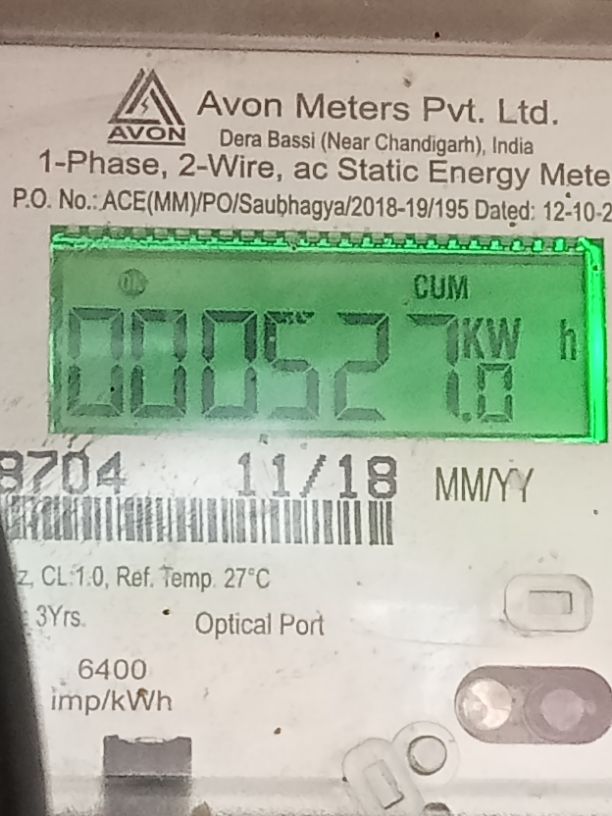 AVON
Avon Meters Pvt. Ltd.
Dera Bassi (Near Chandigarh), India
1-Phase, 2-Wire, ac Static Energy Mete
P.O. No.: ACE(MM)/PO/Saubhagya/2018-19/195 Dated: 12-10-2
CUM
000527.0 KW h
8704 11/18 MM/YY
z, CL:1.0, Ref. Temp. 27°C
3Yrs. Optical Port
6400
imp/kWh